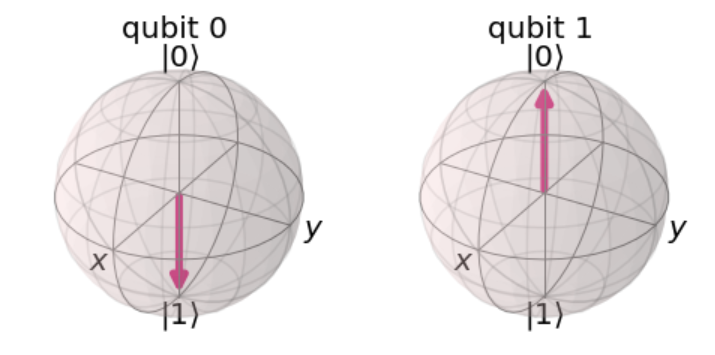 qubit 0
|0⟩
x
y
|1⟩
qubit 1
|0⟩
x
y
|1⟩